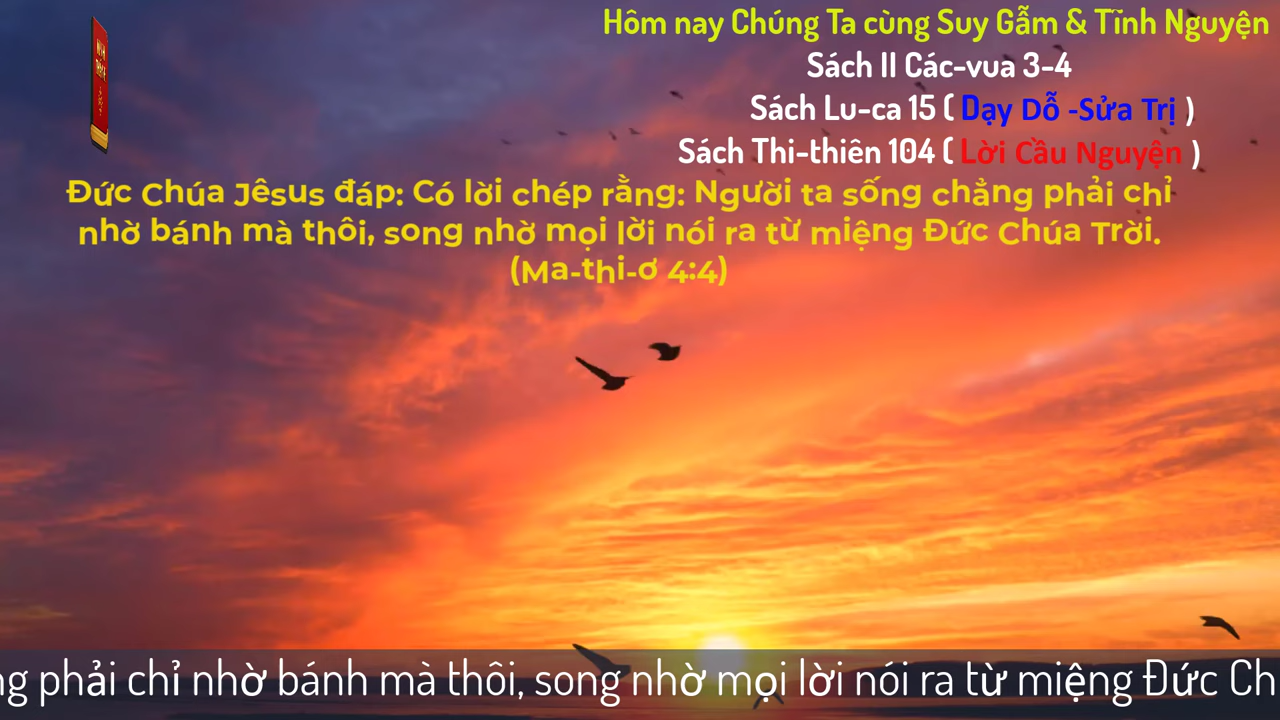 Hôm nay Chúng Ta cùng Suy Gẫm & Tĩnh Nguyện
Sách II Các-vua 3-4
Sách Lu-ca 15 ( Dạy Dỗ -Sửa Trị )
Sách Thi-thiên 104 ( Lời Cầu Nguyện )
Đức Chúa Jêsus đáp: Có lời chép rằng: Người ta sống chẳng phải chỉ
nhờ bánh mà thôi, song nhờ mọi lời nói ra từ miệng Đức Chúa Trời.
(Ma-thi-ơ 4:4)
ng phải chỉ nhờ bánh mà thôi, song nhờ mọi lời nói ra từ miệng Đức Ch